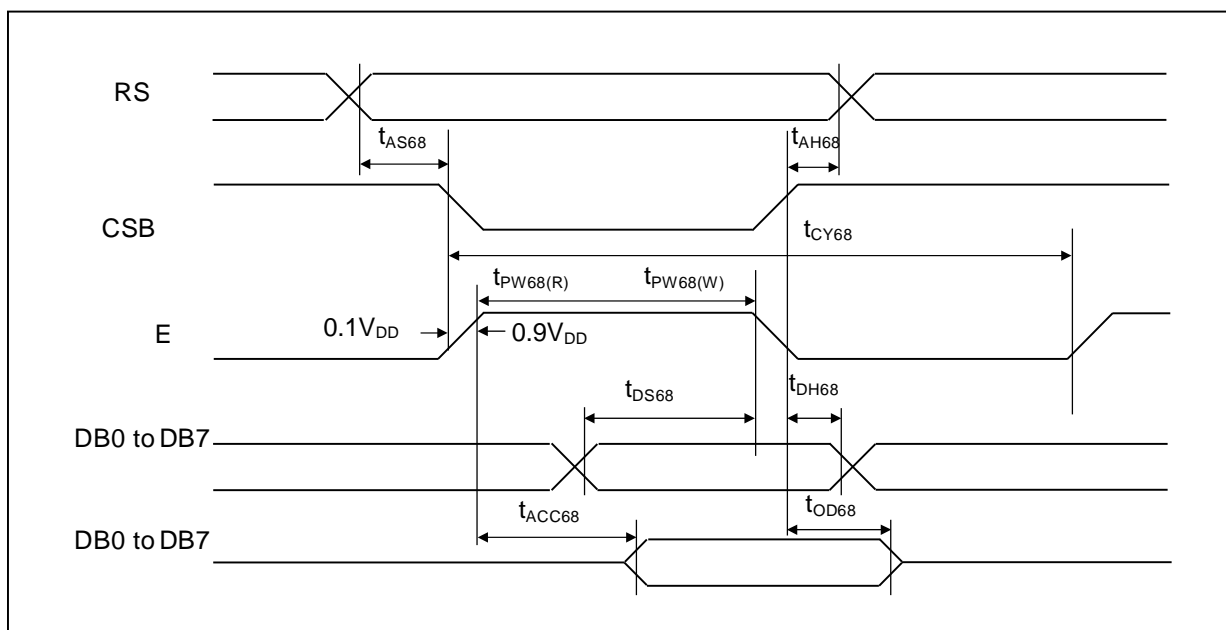 RS
tAS68
tAH68
CSB
tCY68
tPW68(R)
tPW68(W)
E
0.1VDD
0.9VDD
tDS68
tDH68
DB0 to DB7
tACC68
tOD68
DB0 to DB7